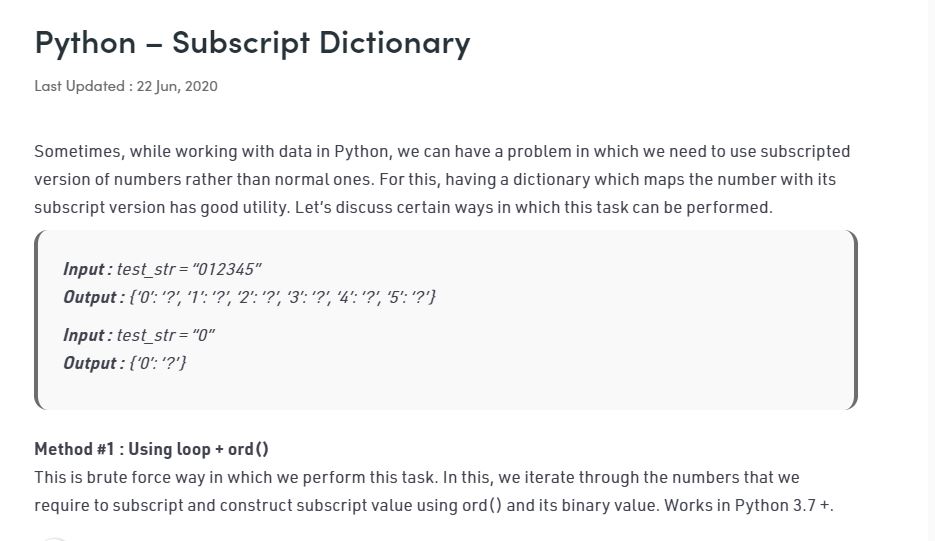 Python – Subscript Dictionary
Last Updated : 22 Jun, 2020
Sometimes, while working with data in Python, we can have a problem in which we need to use subscripted
version of numbers rather than normal ones. For this, having a dictionary which maps the number with its
subscript version has good utility. Let’s discuss certain ways in which this task can be performed.
Input : test_str = “012345”
Output : {‘0’: ‘?’, ‘1’: ‘?’, ‘2’: ‘?’, ‘3’: ‘?’, ‘4’: ‘?’, ‘5’: ‘?’}
Input : test_str = “0”
Output : {‘0’: ‘?’}
Method #1 : Using loop + ord()
This is brute force way in which we perform this task. In this, we iterate through the numbers that we
require to subscript and construct subscript value using ord() and its binary value. Works in Python 3.7 +.